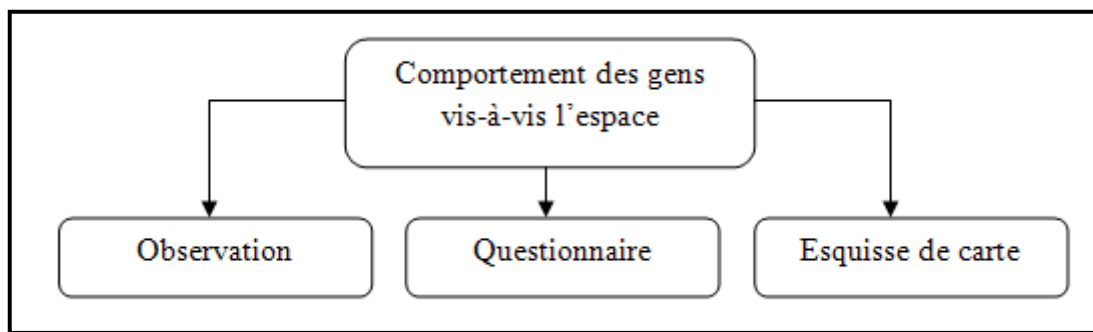 Comportement des gens
vis-à-vis l'espace
Observation
Questionnaire
Esquisse de carte